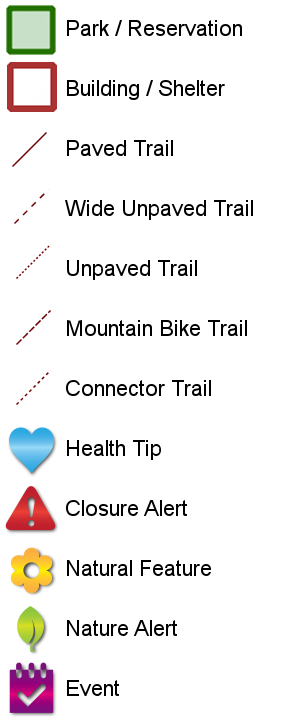 Park / Reservation
Building / Shelter
Paved Trail
Wide Unpaved Trail
Unpaved Trail
Mountain Bike Trail
Connector Trail
Health Tip
Closure Alert
Natural Feature
Nature Alert
Event